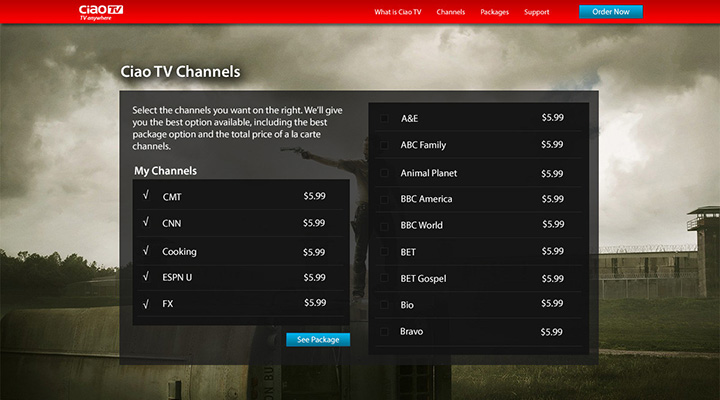 Ciao TV
TV anywhere
What is Ciao TV
Channels
Packages
Support
Order Now
Ciao TV Channels
Select the channels you want on the right. We'll give
you the best option available, including the best
package option and the total price of a la carte
channels.
My Channels
√ CMT $5.99
√ CNN $5.99
√ Cooking $5.99
√ ESPN U $5.99
√ FX $5.99
See Package
A&E $5.99
ABC Family $5.99
Animal Planet $5.99
BBC America $5.99
BBC World $5.99
BET $5.99
BET Gospel $5.99
Bio $5.99
Bravo $5.99